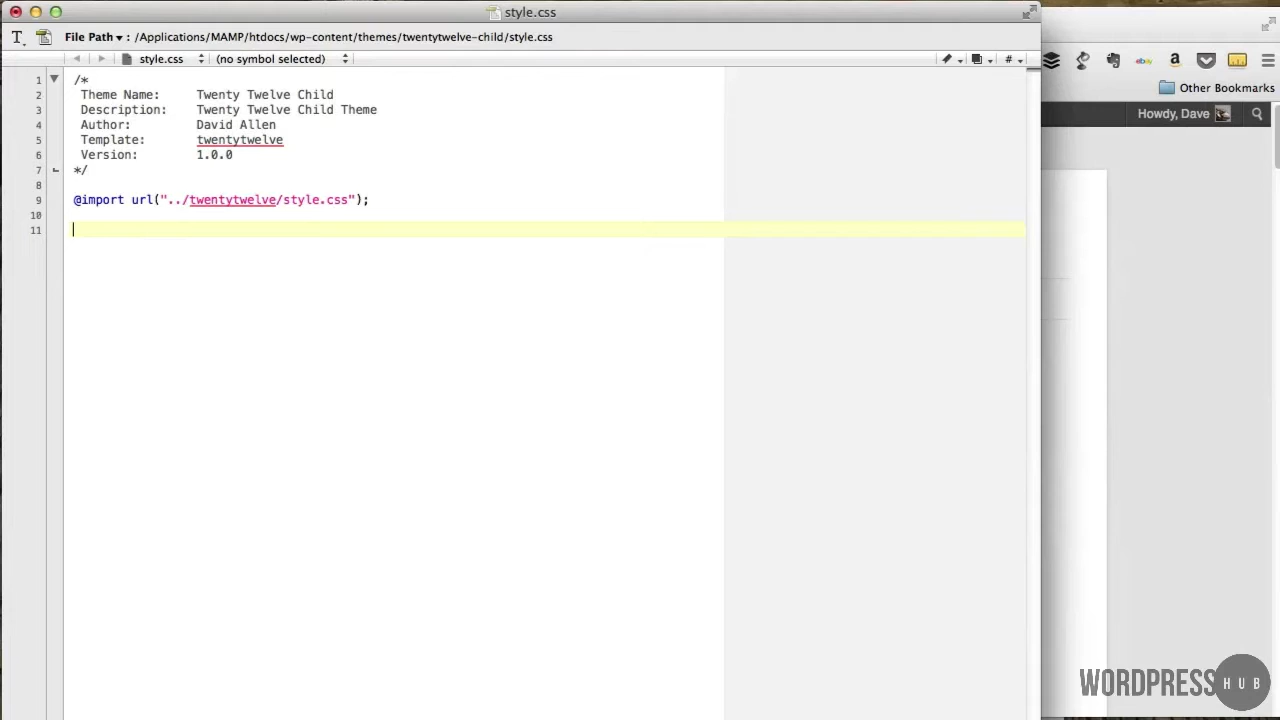 style.css
File Path ▾ : /Applications/MAMP/htdocs/wp-content/themes/twentytwelve-child/style.css
style.css (no symbol selected) #
Other Bookmarks
Howdy, Dave
1 /*
2 Theme Name: Twenty Twelve Child
3 Description: Twenty Twelve Child Theme
4 Author: David Allen
5 Template: twentytwelve
6 Version: 1.0.0
7 */
8
9 @import url("../twentytwelve/style.css");
10
11
ebay
a
WORDPRESS HUB